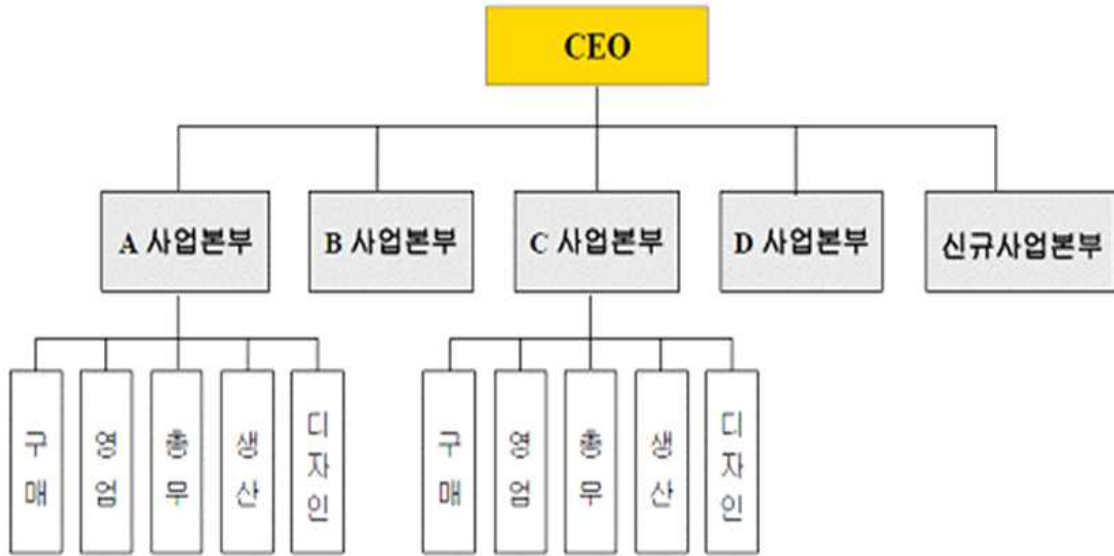 CEO
A 사업본부
B 사업본부
C 사업본부
D 사업본부
신규사업본부
구매
영업
총무
생산
디자인
구매
영업
총무
생산
디자인